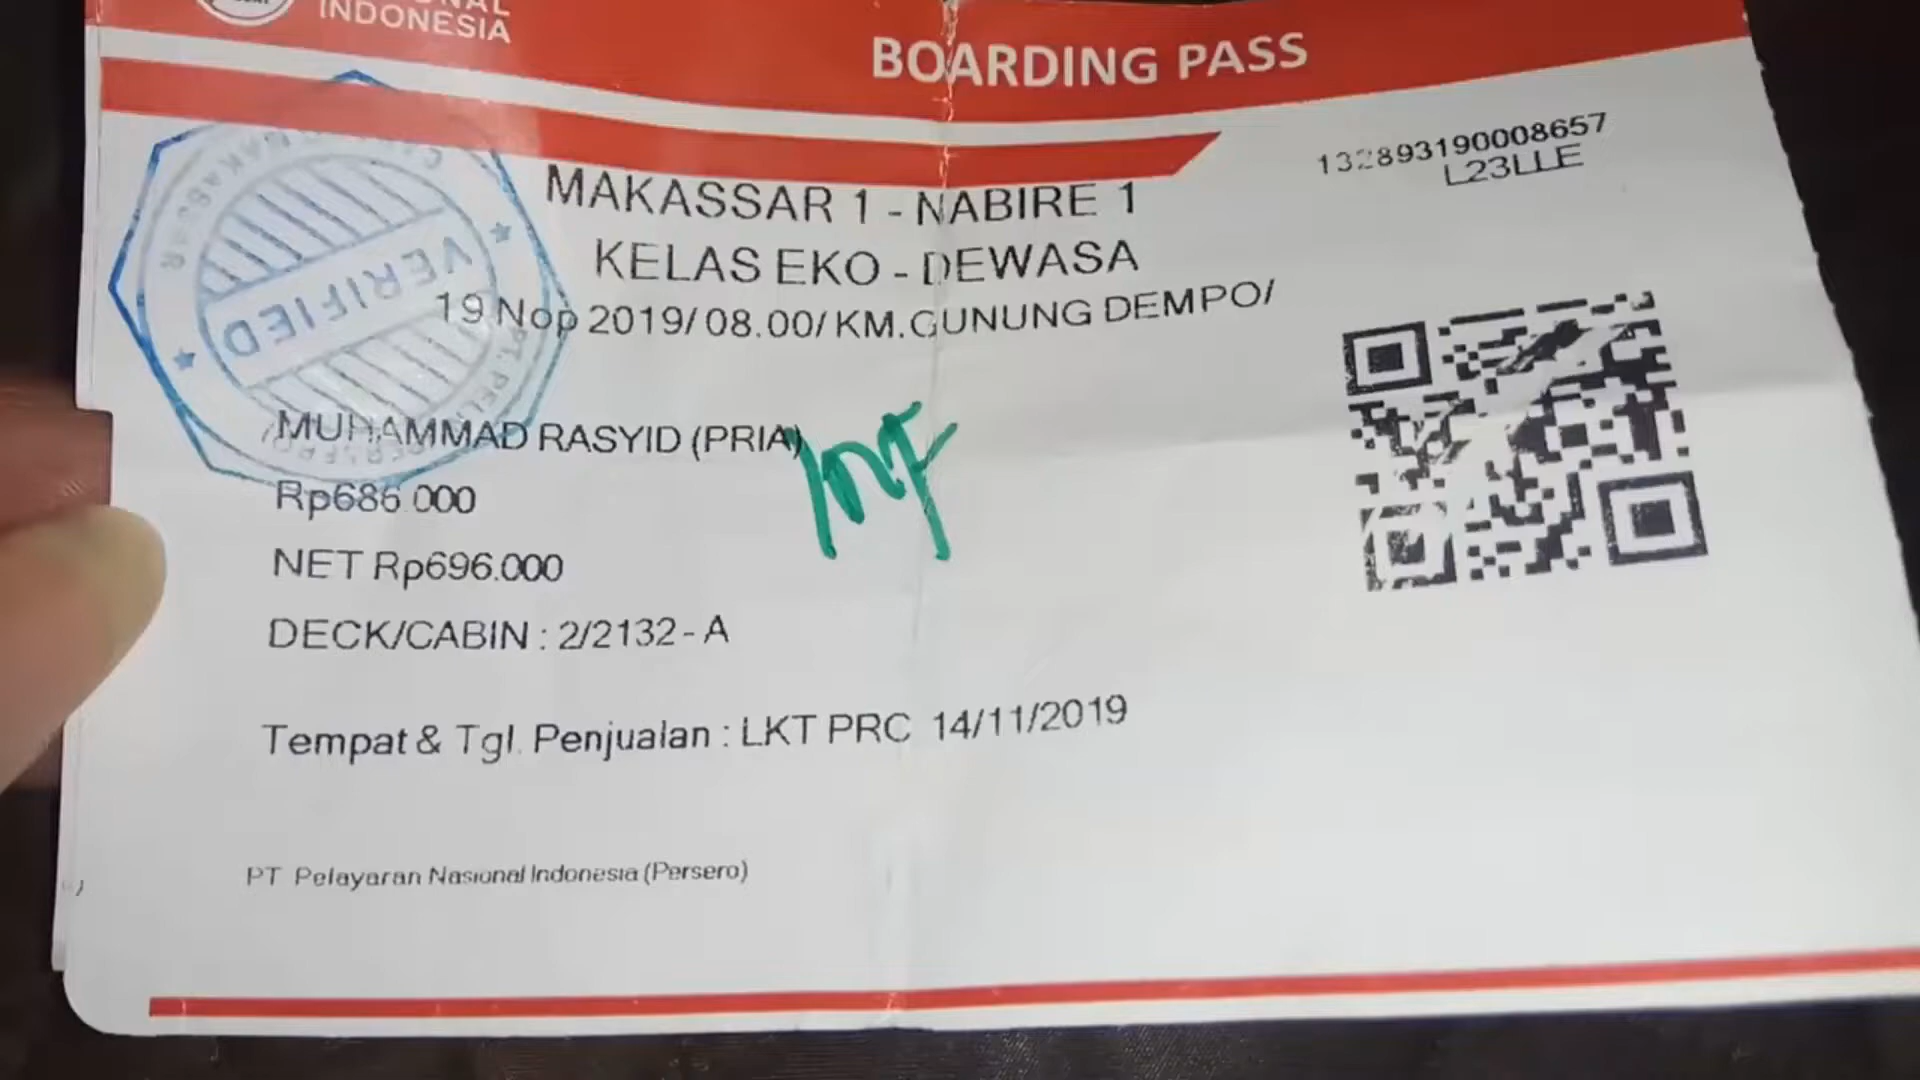 INDONESIA
BOARDING PASS
132893190008657
L23LLE
MAKASSAR 1 - NABIRE 1
KELAS EKO - DEWASA
19 Nop 2019/ 08.00/ KM.GUNUNG DEMPO/
VERIFIED
MAKASSAR
MUHAMMAD RASYID (PRIA)
Rp686.000
NET Rp696.000
DECK/CABIN : 2/2132 - A
Tempat & Tgl. Penjualan : LKT PRC 14/11/2019
PT Pelayaran Nasional Indonesia (Persero)